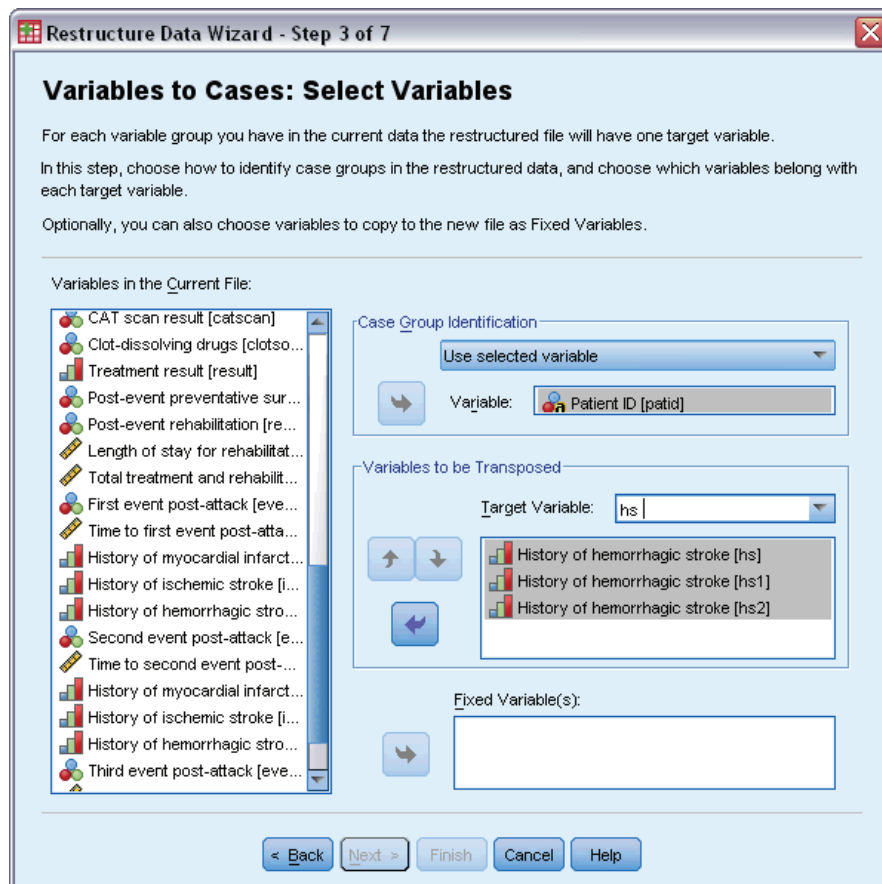 Restructure Data Wizard - Step 3 of 7
Variables to Cases: Select Variables
For each variable group you have in the current data the restructured file will have one target variable.
In this step, choose how to identify case groups in the restructured data, and choose which variables belong with
each target variable.
Optionally, you can also choose variables to copy to the new file as Fixed Variables.
Variables in the Current File:
CAT scan result [catscan]
Clot-dissolving drugs [clotso...
Treatment result [result]
Post-event preventative sur...
Post-event rehabilitation [re...
Length of stay for rehabilitat...
Total treatment and rehabilit...
First event post-attack [eve...
Time to first event post-atta...
History of myocardial infarct...
History of ischemic stroke [i...
History of hemorrhagic stro...
Second event post-attack [e...
Time to second event post-...
History of myocardial infarct...
History of ischemic stroke [i...
History of hemorrhagic stro...
Third event post-attack [eve...
Case Group Identification
Use selected variable
Variable: Patient ID [patid]
Variables to be Transposed
Target Variable: hs
History of hemorrhagic stroke [hs]
History of hemorrhagic stroke [hs1]
History of hemorrhagic stroke [hs2]
Fixed Variable(s):
< Back Next > Finish Cancel Help